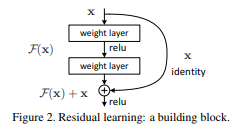 x
weight layer
F(x)
relu
x
weight layer
identity
F(x) + x
relu
Figure 2. Residual learning: a building block.